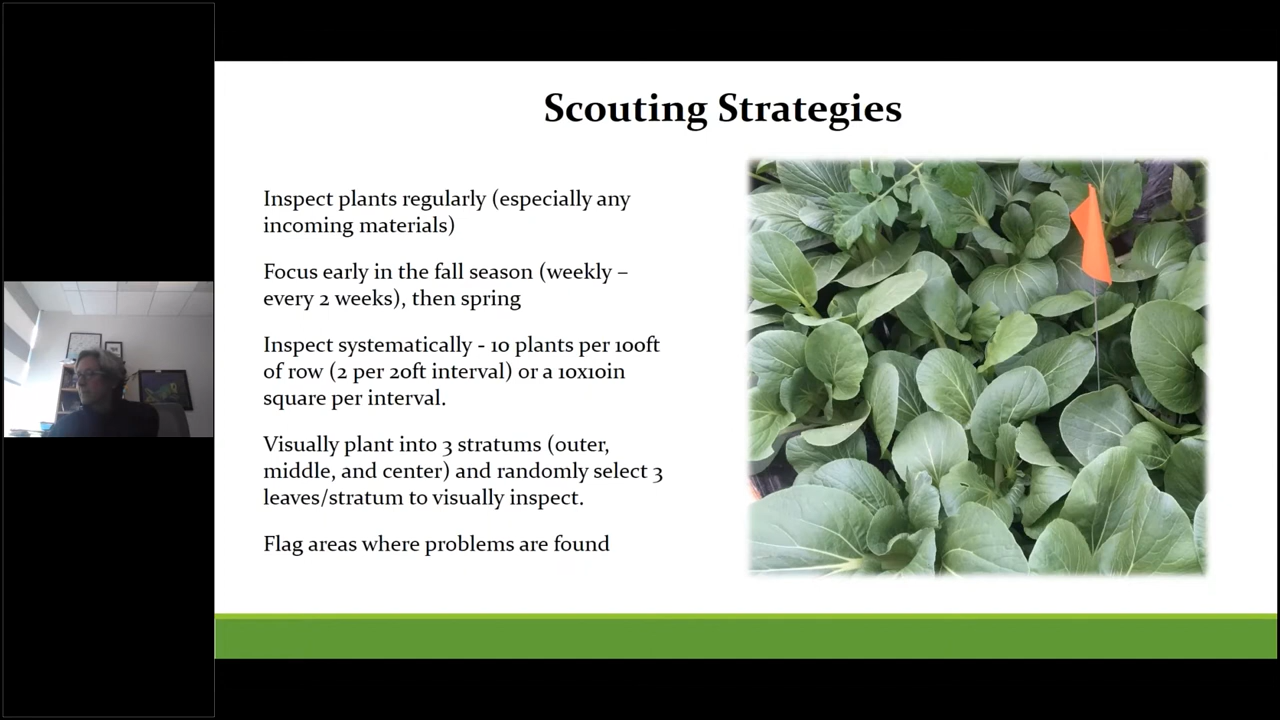 Scouting Strategies
Inspect plants regularly (especially any
incoming materials)
Focus early in the fall season (weekly –
every 2 weeks), then spring
Inspect systematically - 10 plants per 100ft
of row (2 per 20ft interval) or a 10x10in
square per interval.
Visually plant into 3 stratums (outer,
middle, and center) and randomly select 3
leaves/stratum to visually inspect.
Flag areas where problems are found